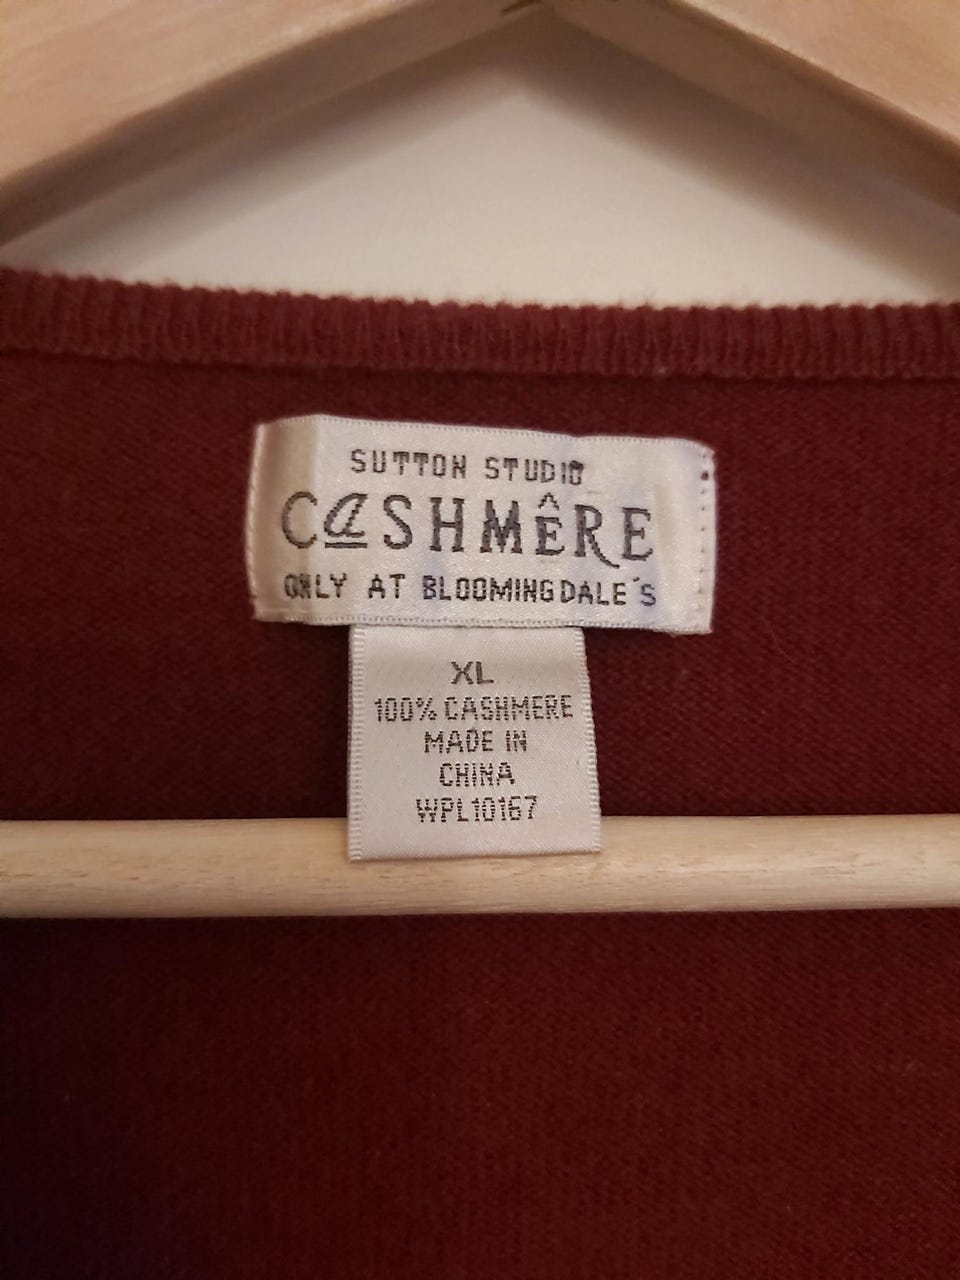 SUTTON STUDIO
CaSHMÊRE
ONLY AT BLOOMINGDALE'S
XL
100% CASHMERE
MADE IN
CHINA
WPL10167